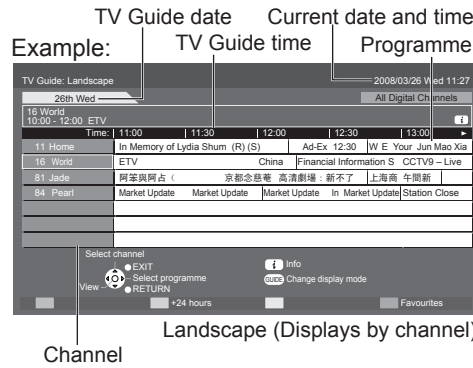 TV Guide date
Current date and time
Example:
TV Guide time
Programme
TV Guide: Landscape
2008/03/26 Wed 11:27
26th Wed
All Digital Channels
16 World
10:00 - 12:00 ETV
i
Time: 11:00 11:30 12:00 12:30 13:00
11 Home In Memory of Lydia Shum (R) (S) Ad-Ex 12:30 W E Your Jun Mao Xia
16 World ETV China Financial Information S CCTV9 – Live
81 Jade 阿笨與阿占（ 京都念慈菴 高清劇場：新不了 上海商 午間新
84 Pearl Market Update Market Update Market Update In Market Update Station Close
Select channel
EXIT
i Info
Select programme
GUIDE Change display mode
View
RETURN
+24 hours
Favourites
Landscape (Displays by channel)
Channel